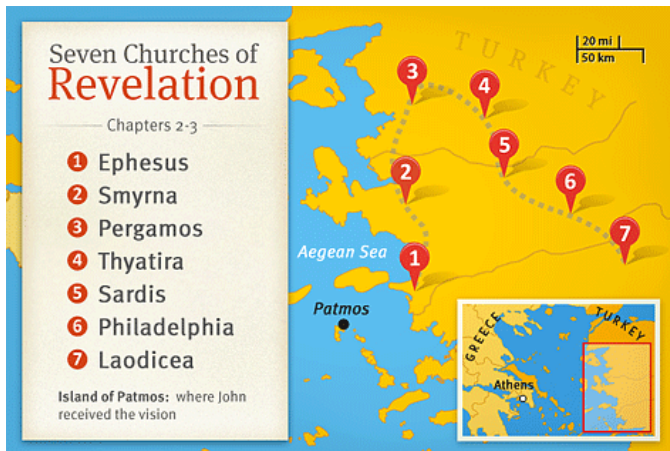 Seven Churches of
Revelation
Chapters 2-3
1 Ephesus
2 Smyrna
3 Pergamos
4 Thyatira
5 Sardis
6 Philadelphia
7 Laodicea
Island of Patmos: where John
received the vision
TURKEY
20 mi
50 km
3
4
5
2
6
7
1
Aegean Sea
Patmos
GREECE
TURKEY
Athens